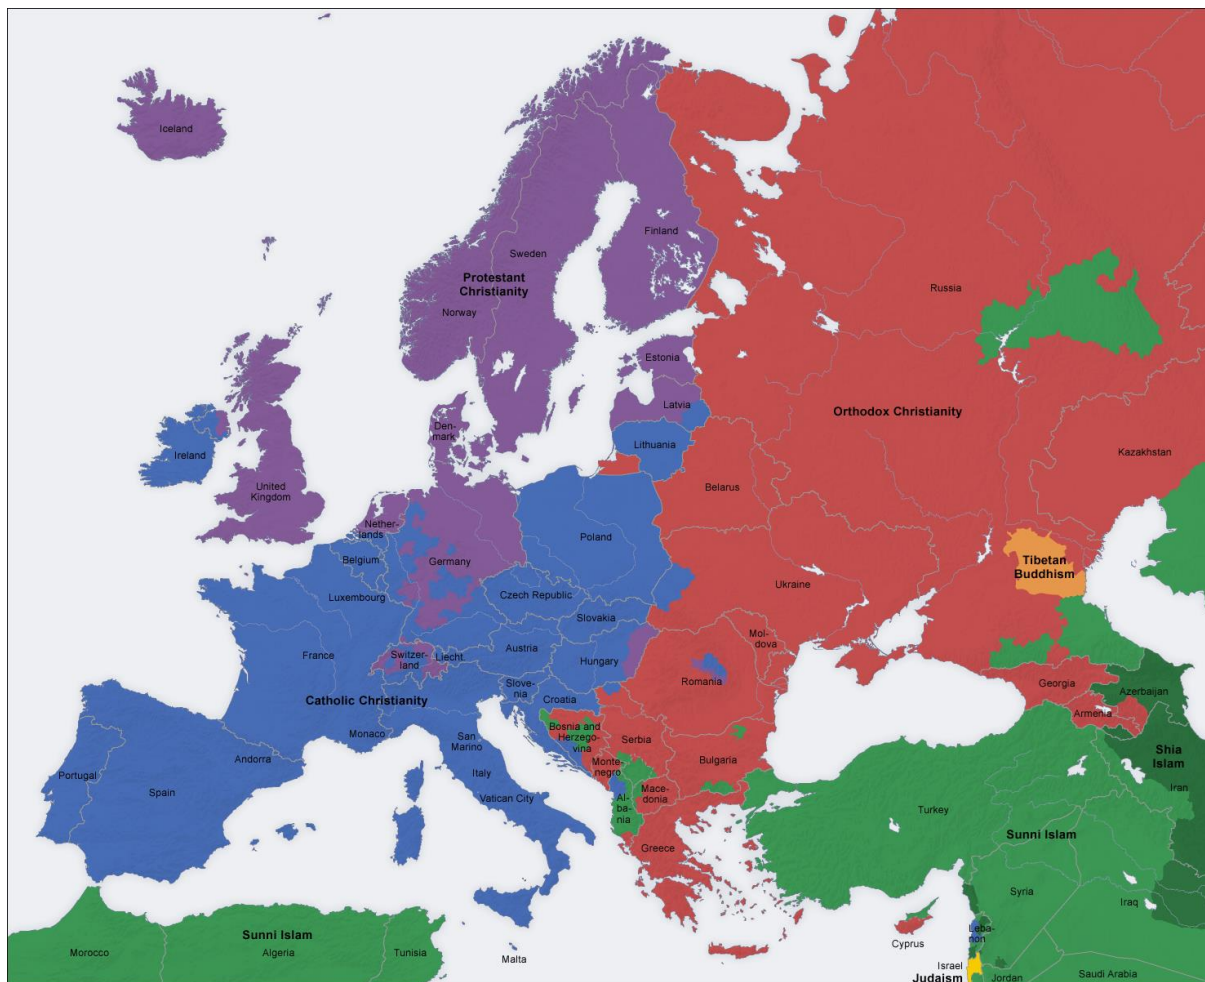 Iceland
Finland
Sweden
Protestant
Christianity
Norway
Russia
Estonia
Latvia
Den-
mark
Lithuania
Orthodox Christianity
Ireland
Kazakhstan
United
Kingdom
Belarus
Nether-
lands
Poland
Belgium
Germany
Tibetan
Buddhism
Ukraine
Luxembourg
Czech Republic
Slovakia
Mol-
dova
France
Switzer-
land
Liecht.
Austria
Hungary
Romania
Georgia
Slove-
nia
Croatia
Azerbaijan
Catholic Christianity
Armenia
Bosnia and
Herzego-
vina
Monaco
San
Marino
Serbia
Shia
Islam
Andorra
Monte-
negro
Bulgaria
Portugal
Spain
Italy
Iran
Vatican City
Al-
ba-
nia
Mace-
donia
Turkey
Sunni Islam
Greece
Syria
Iraq
Sunni Islam
Leba-
non
Cyprus
Morocco
Algeria
Tunisia
Malta
Israel
Judaism
Jordan
Saudi Arabia